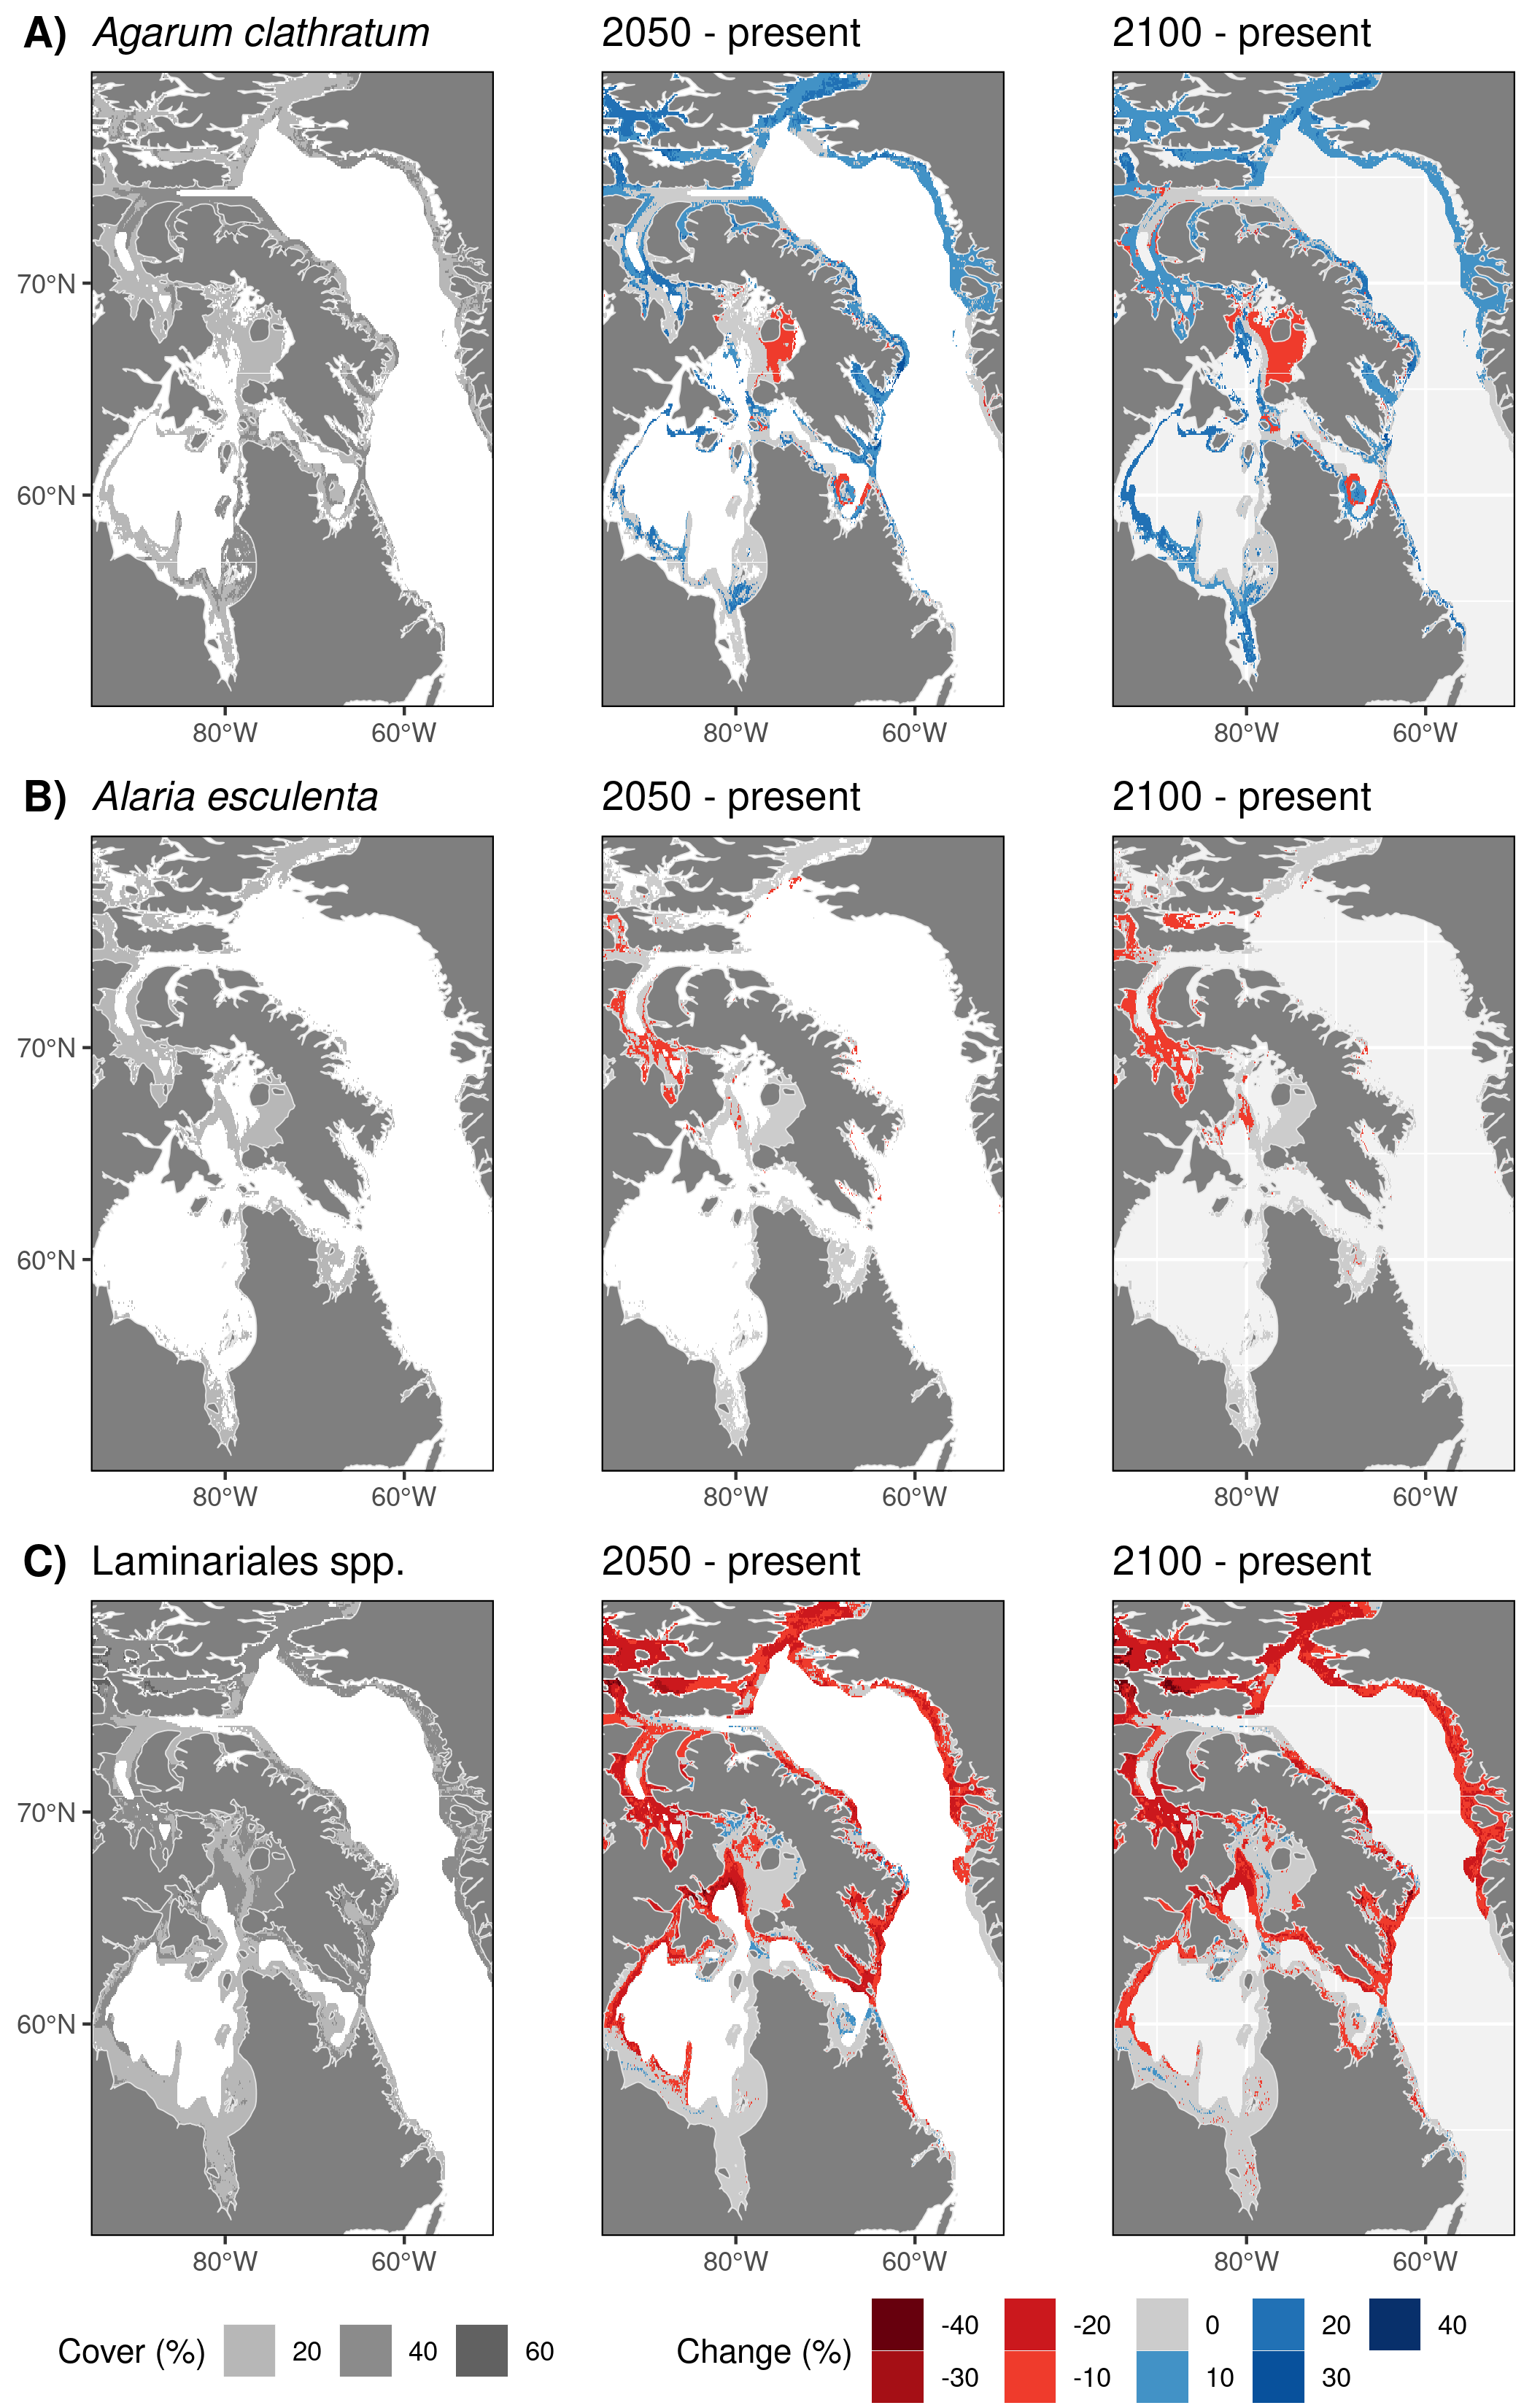 A) Agarum clathratum 2050 - present 2100 - present
70°N
60°N
80°W 60°W 80°W 60°W 80°W 60°W
B) Alaria esculenta 2050 - present 2100 - present
70°N
60°N
80°W 60°W 80°W 60°W 80°W 60°W
C) Laminariales spp. 2050 - present 2100 - present
70°N
60°N
80°W 60°W 80°W 60°W 80°W 60°W
Cover (%) 20 40 60
Change (%) -40 -20 0 20 40
-30 -10 10 30